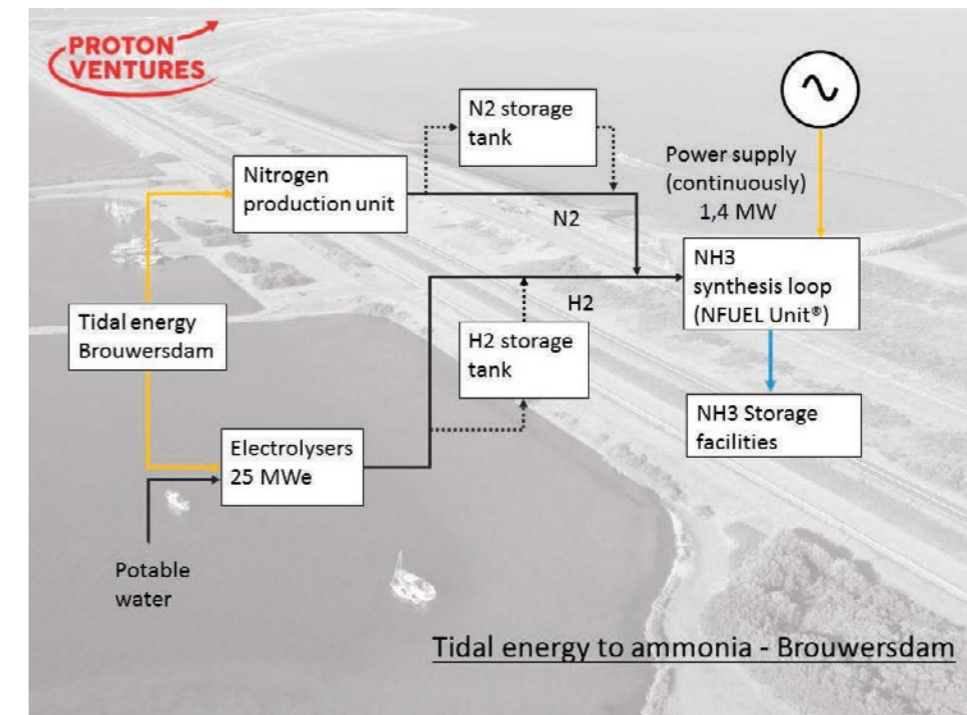 PROTON
VENTURES
N2 storage
tank
Power supply
(continuously)
1,4 MW
Nitrogen
production unit
N2
NH3
synthesis loop
(NFUEL Unit®)
H2
Tidal energy
Brouwersdam
H2 storage
tank
NH3 Storage
facilities
Electrolysers
25 MWe
Potable
water
Tidal energy to ammonia - Brouwersdam